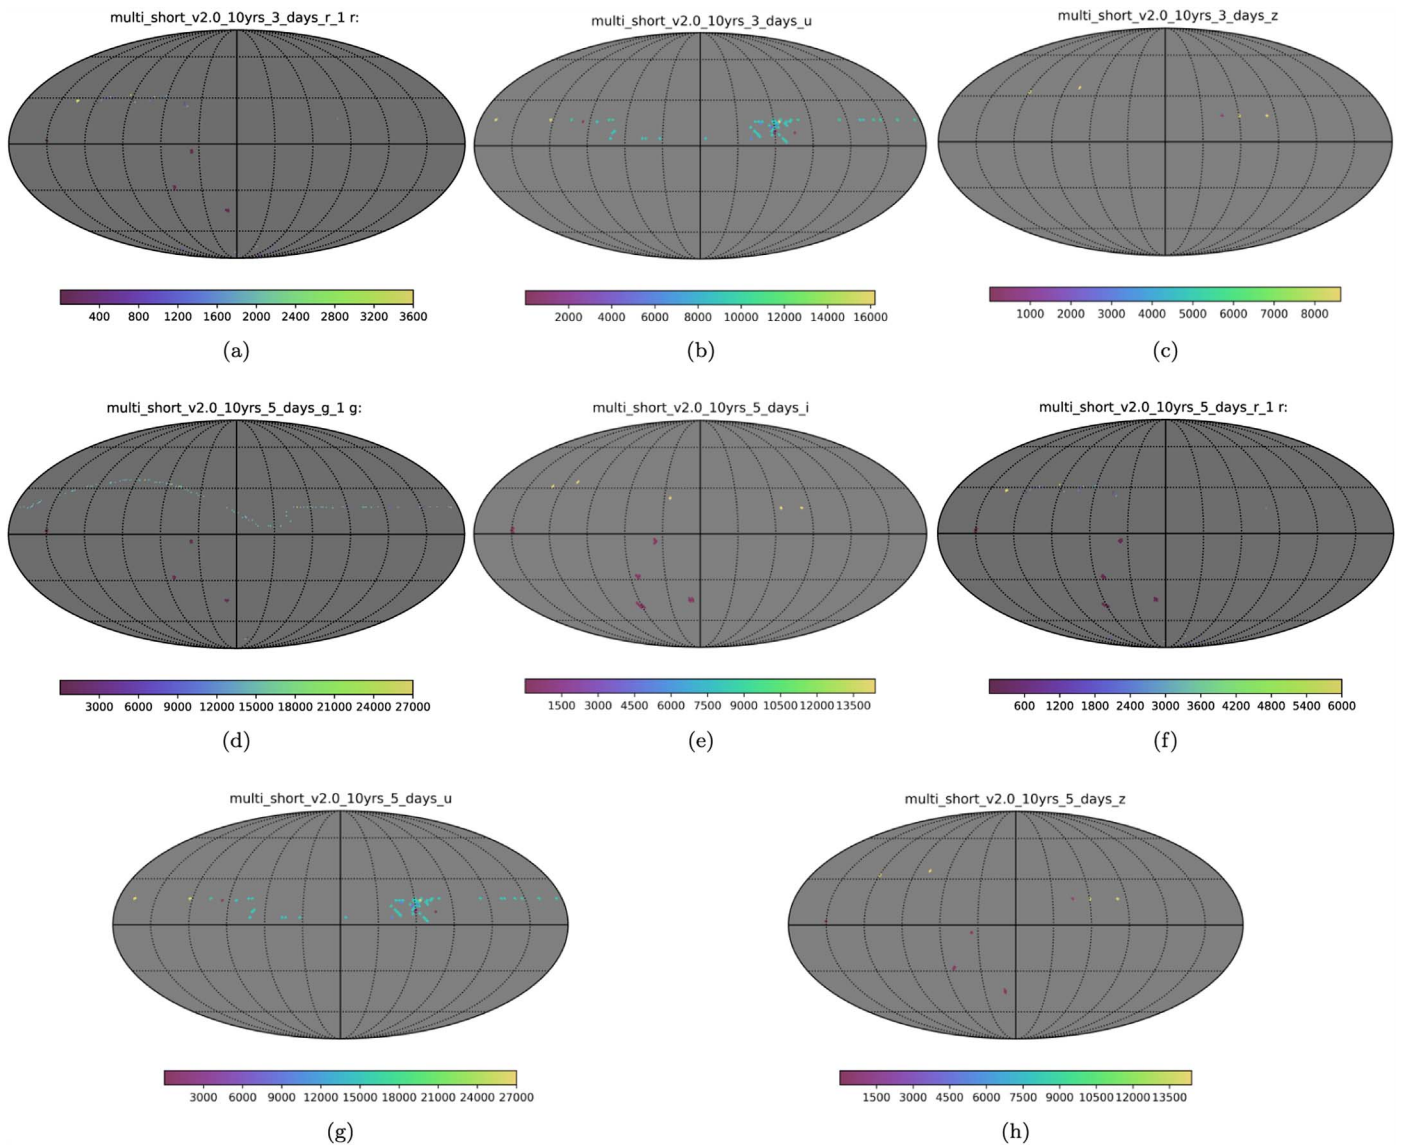 multi_short_v2.0_10yrs_3_days_r_1 r:
400 800 1200 1600 2000 2400 2800 3200 3600
(a)
multi_short_v2.0_10yrs_3_days_u
2000 4000 6000 8000 10000 12000 14000 16000
(b)
multi_short_v2.0_10yrs_3_days_z
1000 2000 3000 4000 5000 6000 7000 8000
(c)
multi_short_v2.0_10yrs_5_days_g_1 g:
3000 6000 9000 12000 15000 18000 21000 24000 27000
(d)
multi_short_v2.0_10yrs_5_days_i
1500 3000 4500 6000 7500 9000 10500 12000 13500
(e)
multi_short_v2.0_10yrs_5_days_r_1 r:
600 1200 1800 2400 3000 3600 4200 4800 5400 6000
(f)
multi_short_v2.0_10yrs_5_days_u
3000 6000 9000 12000 15000 18000 21000 24000 27000
(g)
multi_short_v2.0_10yrs_5_days_z
1500 3000 4500 6000 7500 9000 10500 12000 13500
(h)